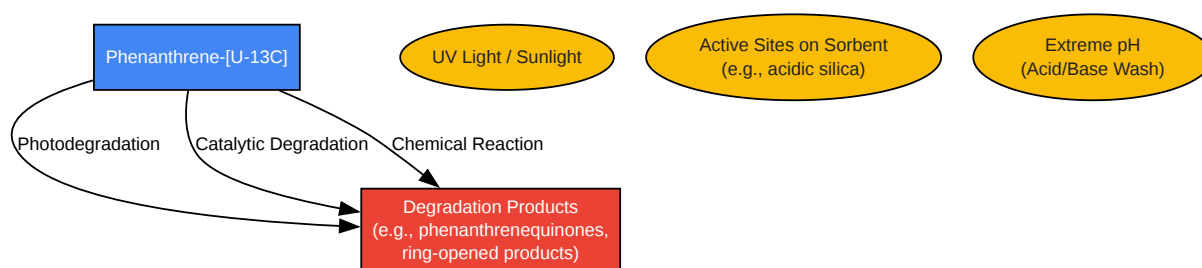 Phenanthrene-[U-13C]
UV Light / Sunlight
Active Sites on Sorbent
(e.g., acidic silica)
Extreme pH
(Acid/Base Wash)
Photodegradation
Catalytic Degradation
Chemical Reaction
Degradation Products
(e.g., phenanthrenequinones,
ring-opened products)